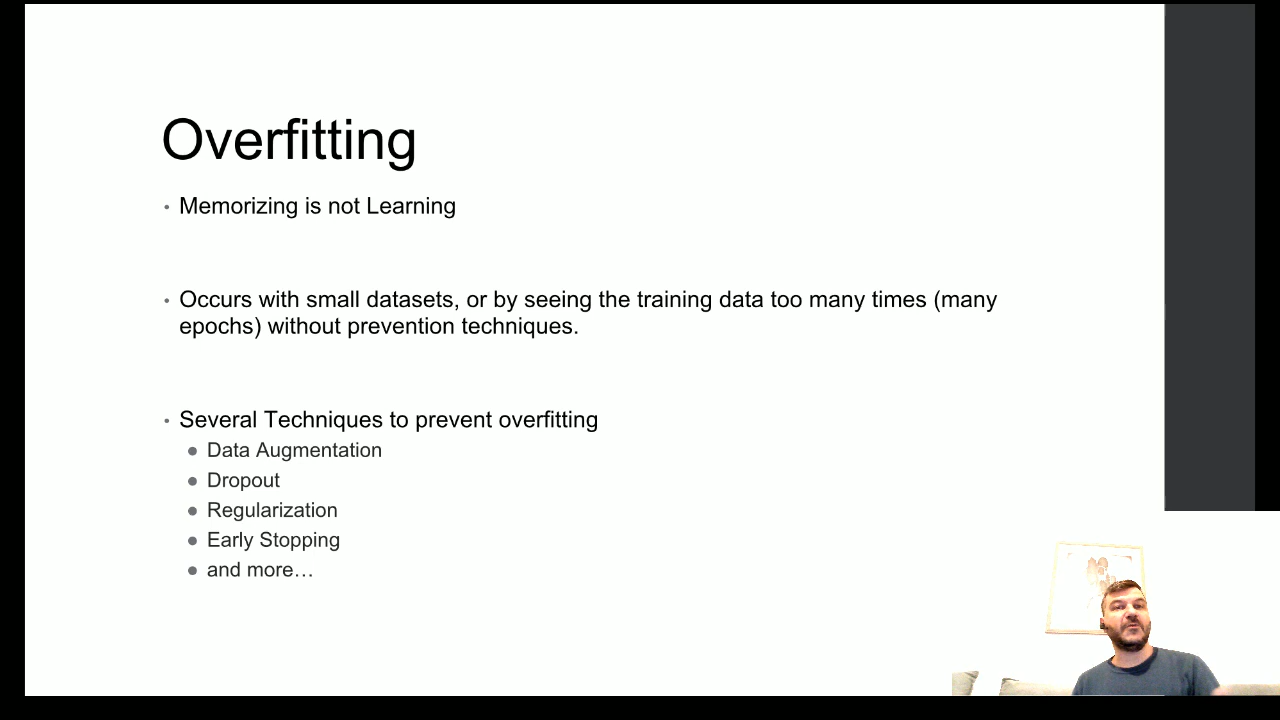 Overfitting
• Memorizing is not Learning
• Occurs with small datasets, or by seeing the training data too many times (many
epochs) without prevention techniques.
• Several Techniques to prevent overfitting
● Data Augmentation
● Dropout
● Regularization
● Early Stopping
● and more…